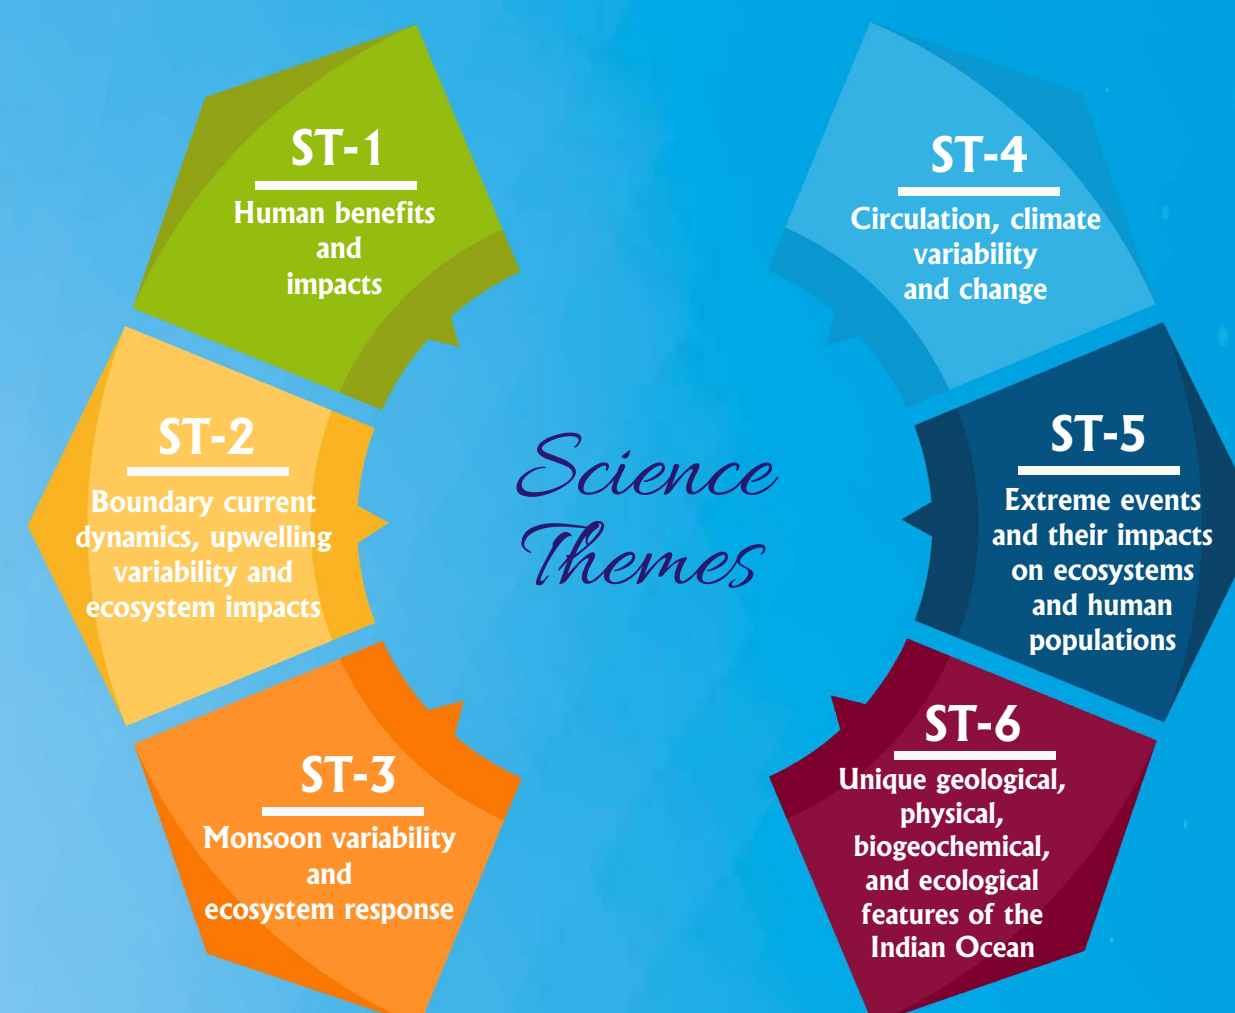 ST-1
Human benefits
and
impacts
ST-2
Boundary current
dynamics, upwelling
variability and
ecosystem impacts
ST-3
Monsoon variability
and
ecosystem response
Science
Themes
ST-4
Circulation, climate
variability
and change
ST-5
Extreme events
and their impacts
on ecosystems
and human
populations
ST-6
Unique geological,
physical,
biogeochemical,
and ecological
features of the
Indian Ocean